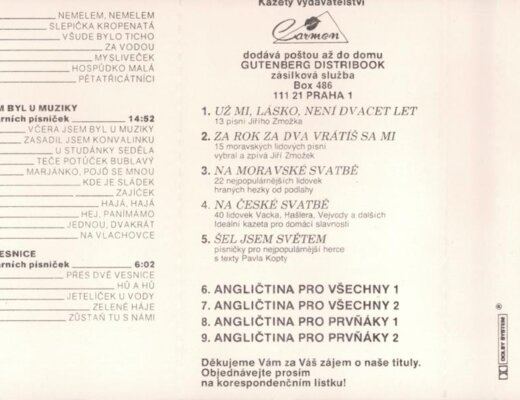 NEMELEM, NEMELEM
SLEPIČKA KROPENATÁ
VŠUDE BYLO TICHO
ZA VODOU
MYSLIVEČEK
HOSPŮDKO MALÁ
PĚTATŘICÁTNÍCI
M BYL U MUZIKY
árních písniček 14:52
VČERA JSEM BYL U MUZIKY
ZASADIL JSEM KONVALINKU
U STUDÁNKY SEDĚLA
TEČE POTŮČEK BUBLAVÝ
MARJÁNKO, POJĎ SE MNOU
KDE JE SLÁDEK
ZAJÍČEK
HAJÁ, HAJÁ
HEJ, PANÍMÁMO
JEDNOU, DVAKRÁT
NA VLACHOVCE
ESNICE
árních písniček 6:02
PŘES DVĚ VESNICE
HŮ A HŮ
JETELÍČEK U VODY
ZELENÉ HÁJE
ZŮSTAŇ TU S NÁMI
Kazety vydavatelství
Carmen
dodává poštou až do domu
GUTENBERG DISTRIBOOK
zásilková služba
Box 486
111 21 PRAHA 1
1. UŽ MI, LÁSKO, NENÍ DVACET LET
13 písní Jiřího Zmožka
2. ZA ROK ZA DVA VRÁTÍŠ SA MI
15 moravských lidových písní
vybral a zpívá Jiří Zmožek
3. NA MORAVSKÉ SVATBĚ
22 nejpopulárnějších lidovek
hraných hezky od podlahy
4. NA ČESKÉ SVATBĚ
40 lidovek Vacka, Hašlera, Vejvody a dalších
Ideální kazeta pro domácí slavnosti
5. ŠEL JSEM SVĚTEM
písničky pro nejpopulárnější herce
s texty Pavla Kopty
6. ANGLIČTINA PRO VŠECHNY 1
7. ANGLIČTINA PRO VŠECHNY 2
8. ANGLIČTINA PRO PRVŇÁKY 1
9. ANGLIČTINA PRO PRVŇÁKY 2
Děkujeme Vám za Váš zájem o naše tituly.
Objednávejte prosím
na korespondenčním lístku!
DOLBY SYSTEM ®